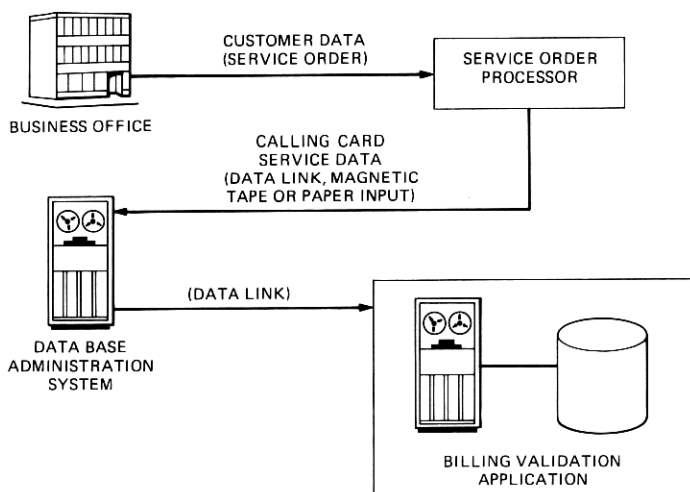 CUSTOMER DATA
(SERVICE ORDER)
SERVICE ORDER
PROCESSOR
BUSINESS OFFICE
CALLING CARD
SERVICE DATA
(DATA LINK, MAGNETIC
TAPE OR PAPER INPUT)
(DATA LINK)
DATA BASE
ADMINISTRATION
SYSTEM
BILLING VALIDATION
APPLICATION